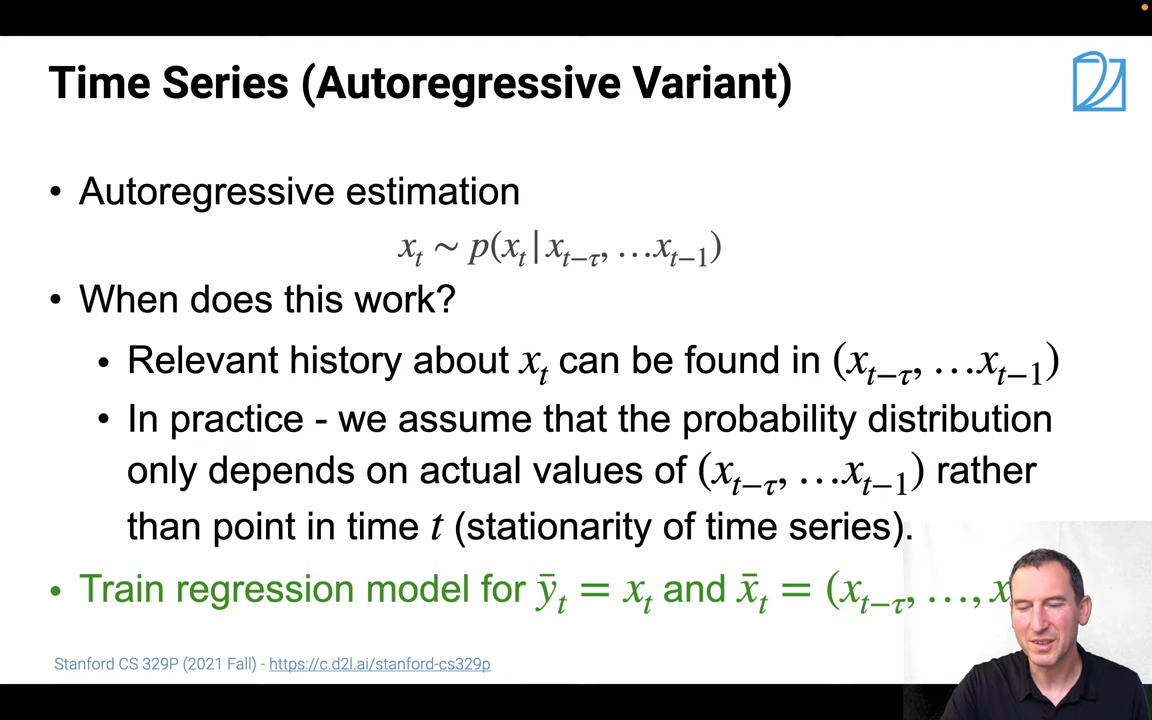 Time Series (Autoregressive Variant)
• Autoregressive estimation
xₜ ∼ p(xₜ|xₜ₋τ, …xₜ₋₁)
• When does this work?
• Relevant history about xₜ can be found in (xₜ₋τ, …xₜ₋₁)
• In practice - we assume that the probability distribution
only depends on actual values of (xₜ₋τ, …xₜ₋₁) rather
than point in time t (stationarity of time series).
• Train regression model for ȳₜ = xₜ and x̄ₜ = (xₜ₋τ, …, x
Stanford CS 329P (2021 Fall) - https://c.d2l.ai/stanford-cs329p